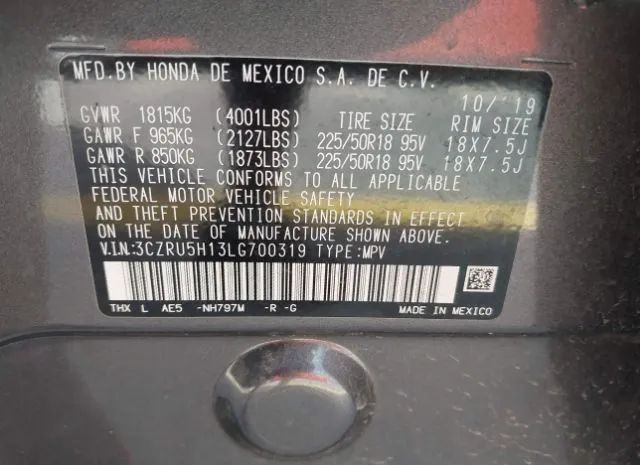 MFD.BY HONDA DE MEXICO S.A. DE C.V.
10/'19
GVWR 1815KG (4001LBS) TIRE SIZE RIM SIZE
GAWR F 965KG (2127LBS) 225/50R18 95V 18X7.5J
GAWR R 850KG (1873LBS) 225/50R18 95V 18X7.5J
THIS VEHICLE CONFORMS TO ALL APPLICABLE
FEDERAL MOTOR VEHICLE SAFETY
AND THEFT PREVENTION STANDARDS IN EFFECT
ON THE DATE OF MANUFACTURE SHOWN ABOVE.
V.I.N:3CZRU5H13LG700319 TYPE:MPV
THX L AE5 -NH797M -R -G MADE IN MEXICO